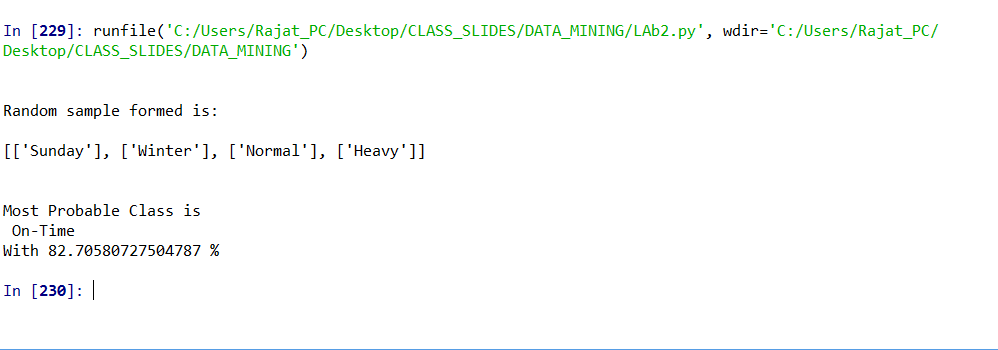 In [229]: runfile('C:/Users/Rajat_PC/Desktop/CLASS_SLIDES/DATA_MINING/LAb2.py', wdir='C:/Users/Rajat_PC/
Desktop/CLASS_SLIDES/DATA_MINING')
Random sample formed is:
[['Sunday'], ['Winter'], ['Normal'], ['Heavy']]
Most Probable Class is
On-Time
With 82.70580727504787 %
In [230]: